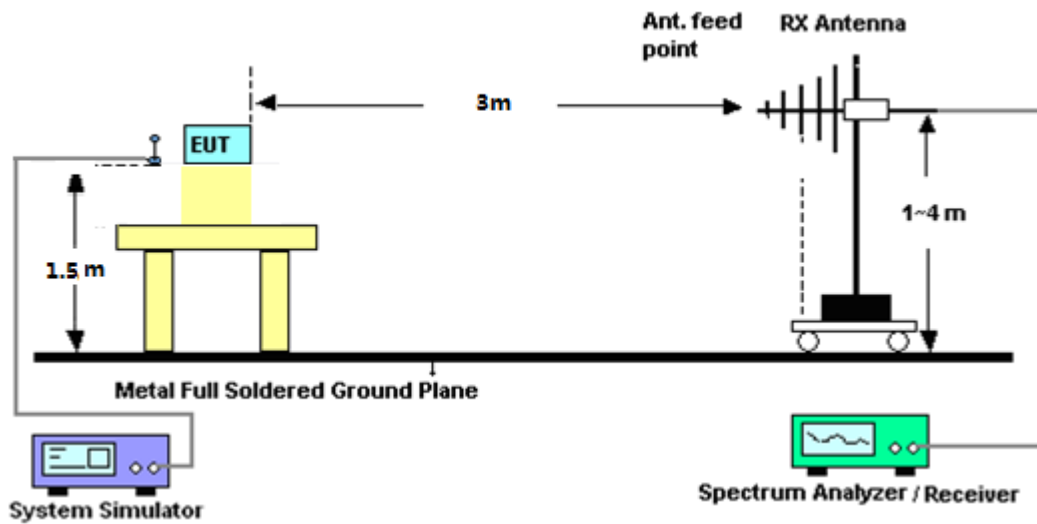 Ant. feed
point
RX Antenna
3m
EUT
1.5 m
1~4 m
Metal Full Soldered Ground Plane
System Simulator
Spectrum Analyzer / Receiver